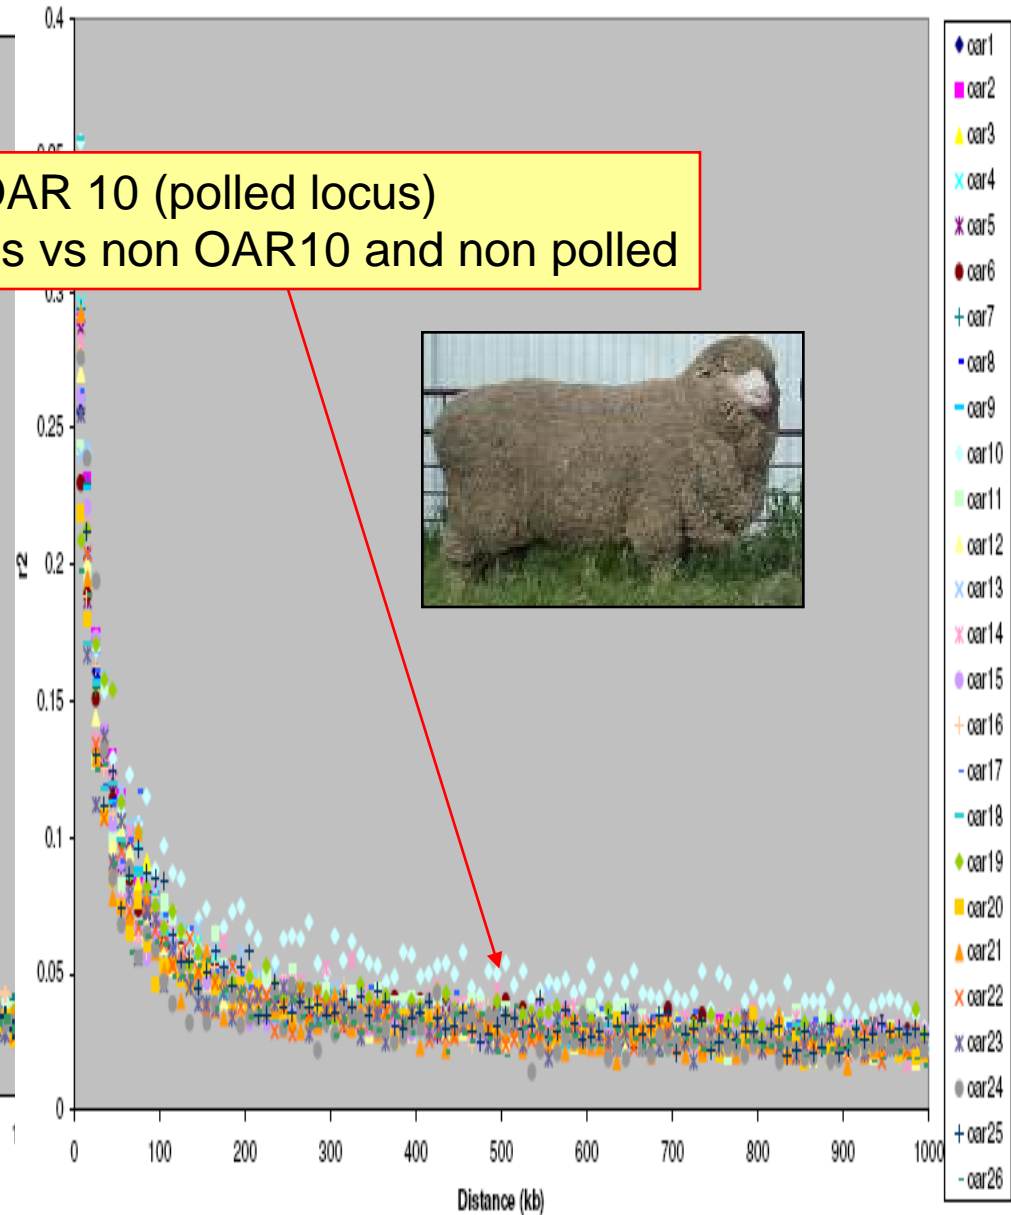 0.4
0.3
0.25
0.2
0.15
0.1
0.05
0
r2
(polled locus)
vs non OAR10 and non polled
0 100 200 300 400 500 600 700 800 900 1000
Distance (kb)
oar1
oar2
oar3
oar4
oar5
oar6
oar7
oar8
oar9
oar10
oar11
oar12
oar13
oar14
oar15
oar16
oar17
oar18
oar19
oar20
oar21
oar22
oar23
oar24
oar25
oar26